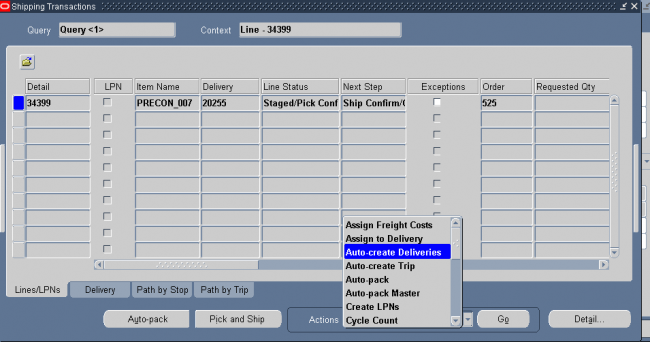 Shipping Transactions
Query Query <1> Context Line - 34399
Detail LPN Item Name Delivery Line Status Next Step Exceptions Order Requested Qty
34399 PRECON_007 20255 Staged/Pick Conf Ship Confirm/C 525
Assign Freight Costs
Assign to Delivery
Auto-create Deliveries
Auto-create Trip
Auto-pack
Auto-pack Master
Create LPNs
Cycle Count
Lines/LPNs Delivery Path by Stop Path by Trip
Auto-pack Pick and Ship Actions Go Detail...